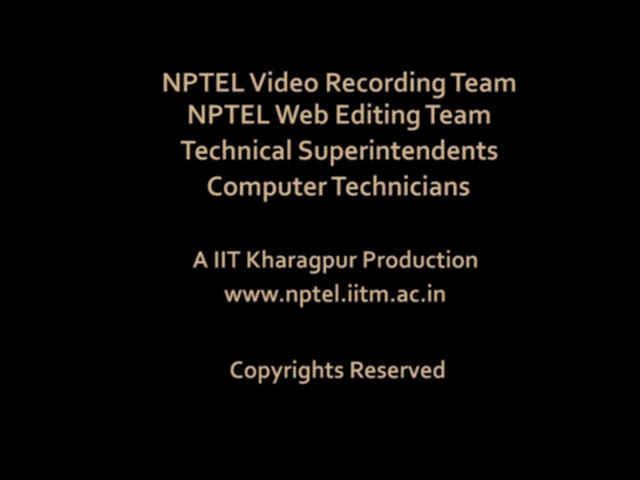 NPTEL Video Recording Team
NPTEL Web Editing Team
Technical Superintendents
Computer Technicians
A IIT Kharagpur Production
www.nptel.iitm.ac.in
Copyrights Reserved